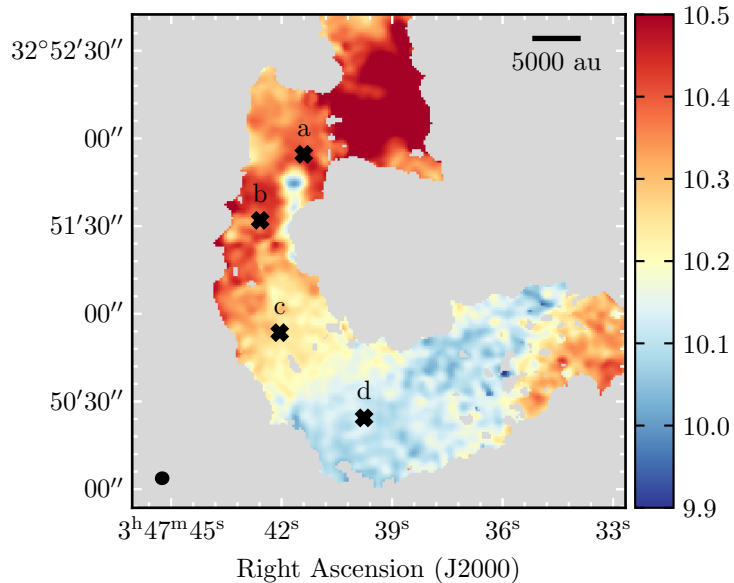 32°52′30″
5000 au
00″
a
b
51′30″
00″
c
50′30″
d
00″
3ʰ47ᵐ45ˢ 42ˢ 39ˢ 36ˢ 33ˢ
Right Ascension (J2000)
10.5
10.4
10.3
10.2
10.1
10.0
9.9